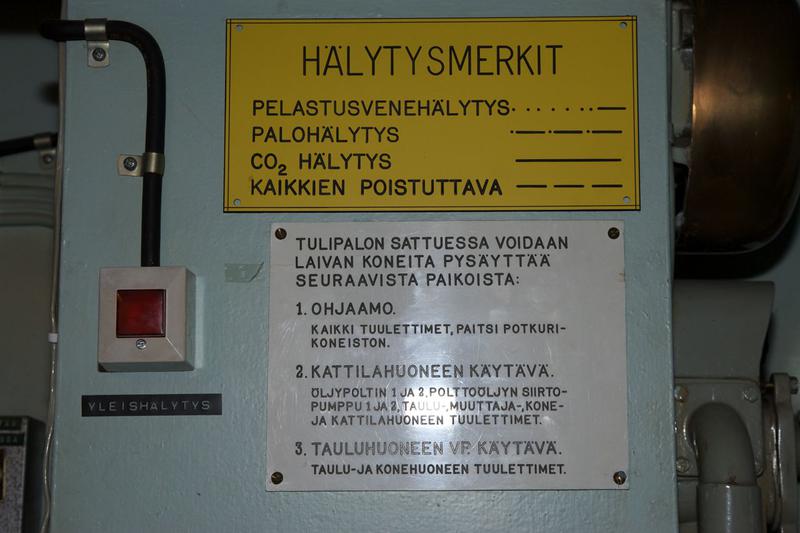 HÄLYTYSMERKIT
PELASTUSVENEHÄLYTYS
PALOHÄLYTYS
CO2 HÄLYTYS
KAIKKIEN POISTUTTAVA
TULIPALON SATTUESSA VOIDAAN
LAIVAN KONEITA PYSÄYTTÄÄ
SEURAAVISTA PAIKOISTA:
1. OHJAAMO.
KAIKKI TUULETTIMET, PAITSI POTKURI-
KONEISTON.
2. KATTILAHUONEEN KÄYTÄVÄ.
ÖLJYPOLTIN 1 JA 2, POLTTOÖLJYN SIIRTO-
PUMPPU 1 JA 2, TAULU-, MUUTTAJA-, KONE-
JA KATTILAHUONEEN TUULETTIMET.
3. TAULUHUONEEN VP. KÄYTÄVÄ.
TAULU- JA KONEHUONEEN TUULETTIMET.
YLEISHÄLYTYS